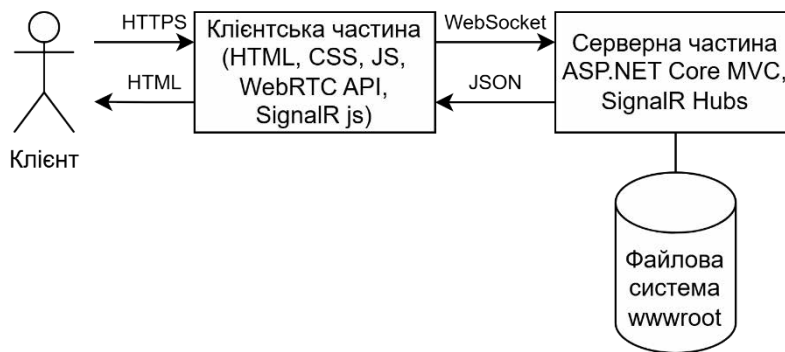 HTTPS
HTML
Клієнт
Клієнтська частина
(HTML, CSS, JS,
WebRTC API,
SignalR js)
WebSocket
JSON
Серверна частина
ASP.NET Core MVC,
SignalR Hubs
Файлова
система
wwwroot